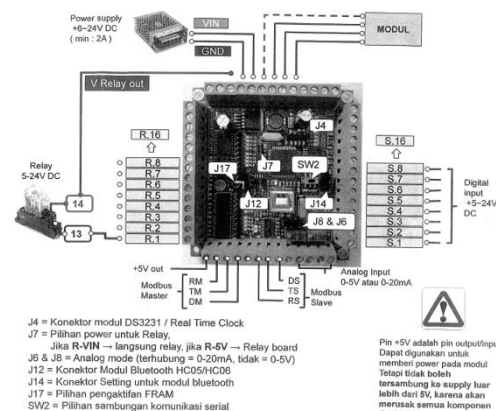 Power supply
+6~24V DC
( min : 2A )
VIN
GND
MODUL
V Relay out
J4
R.16
S.16
J7
SW2
J17
Relay
5-24V DC
R.8
R.7
R.6
R.5
R.4
R.3
R.2
R.1
S.8
S.7
S.6
S.5
S.4
S.3
S.2
S.1
Digital
input
+5~24V
DC
14
13
J12
J14
J8 & J6
+5V out
Analog Input
0-5V atau 0-20mA
Modbus
Master
RM
TM
DM
DS
TS
RS
Modbus
Slave
J4 = Konektor modul DS3231 / Real Time Clock
J7 = Pilihan power untuk Relay,
Jika R-VIN → langsung relay, jika R-5V → Relay board
J6 & J8 = Analog mode (terhubung = 0-20mA, tidak = 0-5V)
J12 = Konektor Modul Bluetooth HC05/HC06
J14 = Konektor Setting untuk modul bluetooth
J17 = Pilihan pengaktifan FRAM
SW2 = Pilihan sambungan komunikasi serial
Pin +5V adalah pin output/inpu
Dapat digunakan untuk
memberi power pada modul
Tetapi tidak boleh
tersambung ke supply luar
lebih dari 5V, karena akan
merusak semua komponen